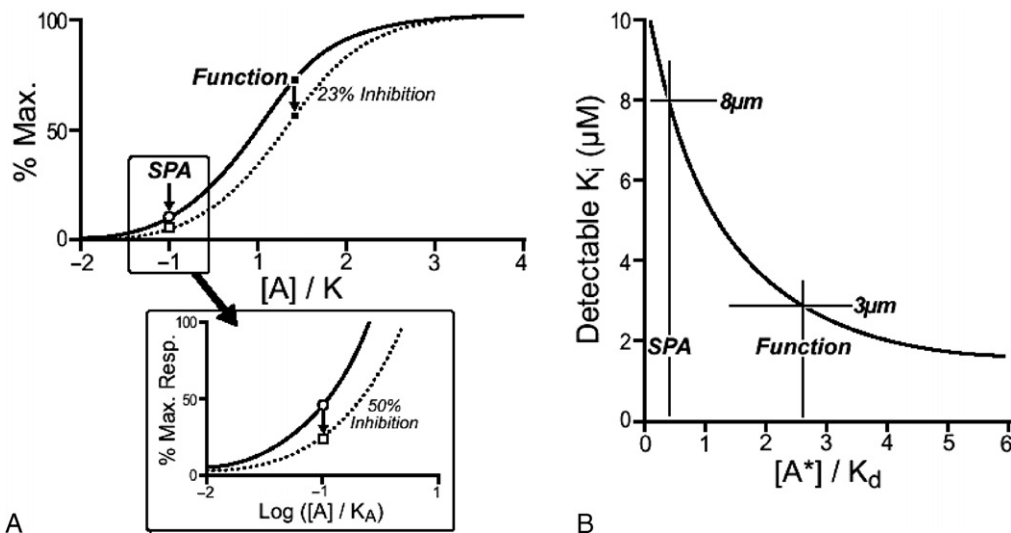 100
50
0
% Max.
Function
23% Inhibition
SPA
−2
−1
1
2
3
4
[A] / K
100
50
0
% Max. Resp.
50%
Inhibition
−2
−1
1
Log ([A] / KA)
A
10
8
6
4
2
0
Detectable Ki (µM)
8µm
3µm
SPA
Function
0
1
2
3
4
5
6
[A*] / Kd
B